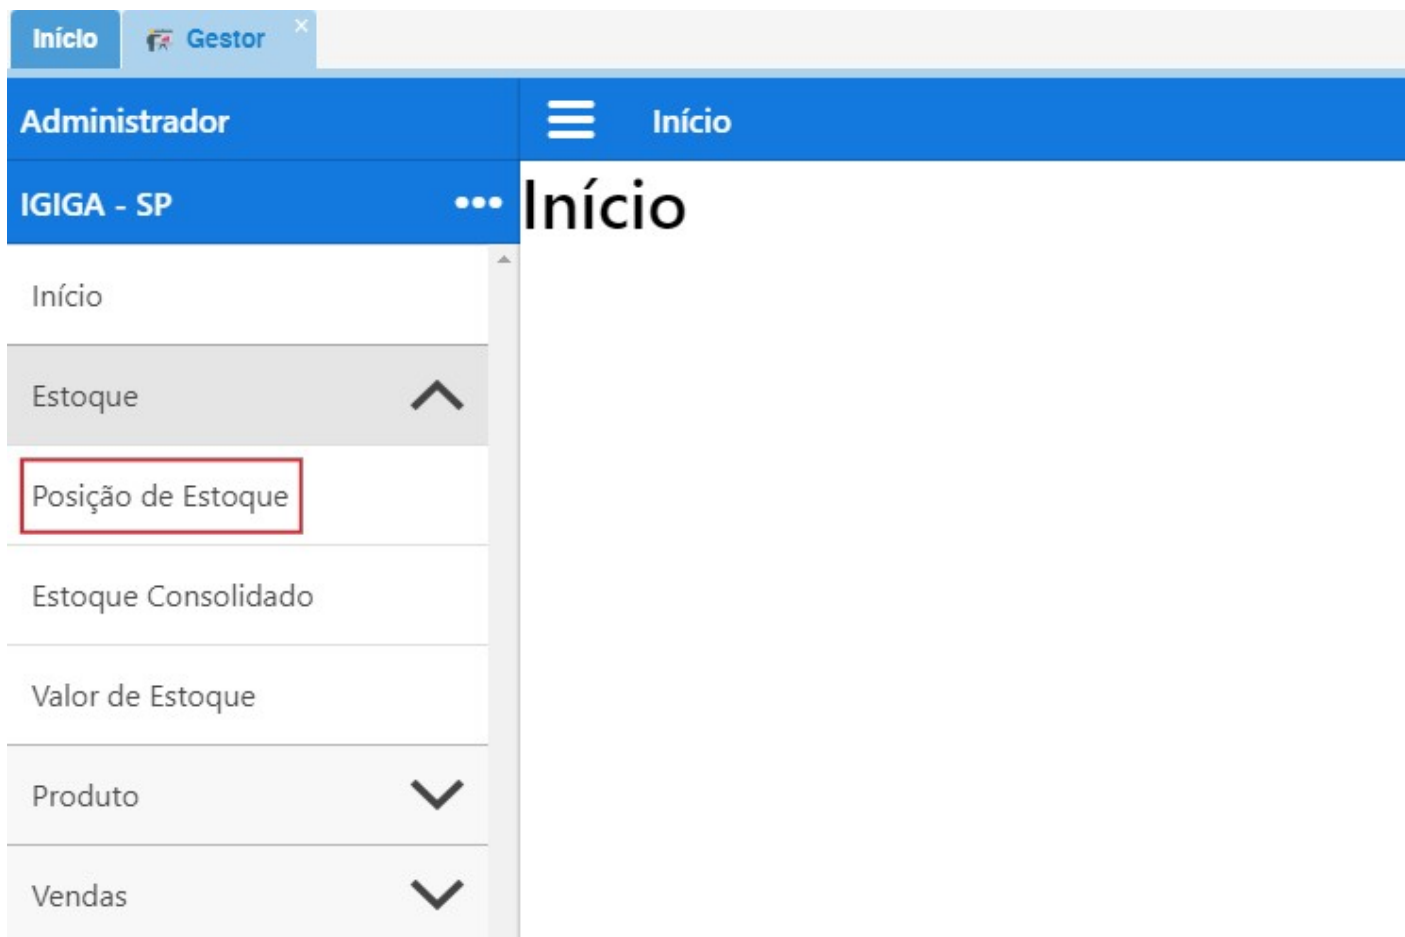 Início
Gestor
Administrador
Início
IGIGA - SP
Início
Início
Estoque
Posição de Estoque
Estoque Consolidado
Valor de Estoque
Produto
Vendas